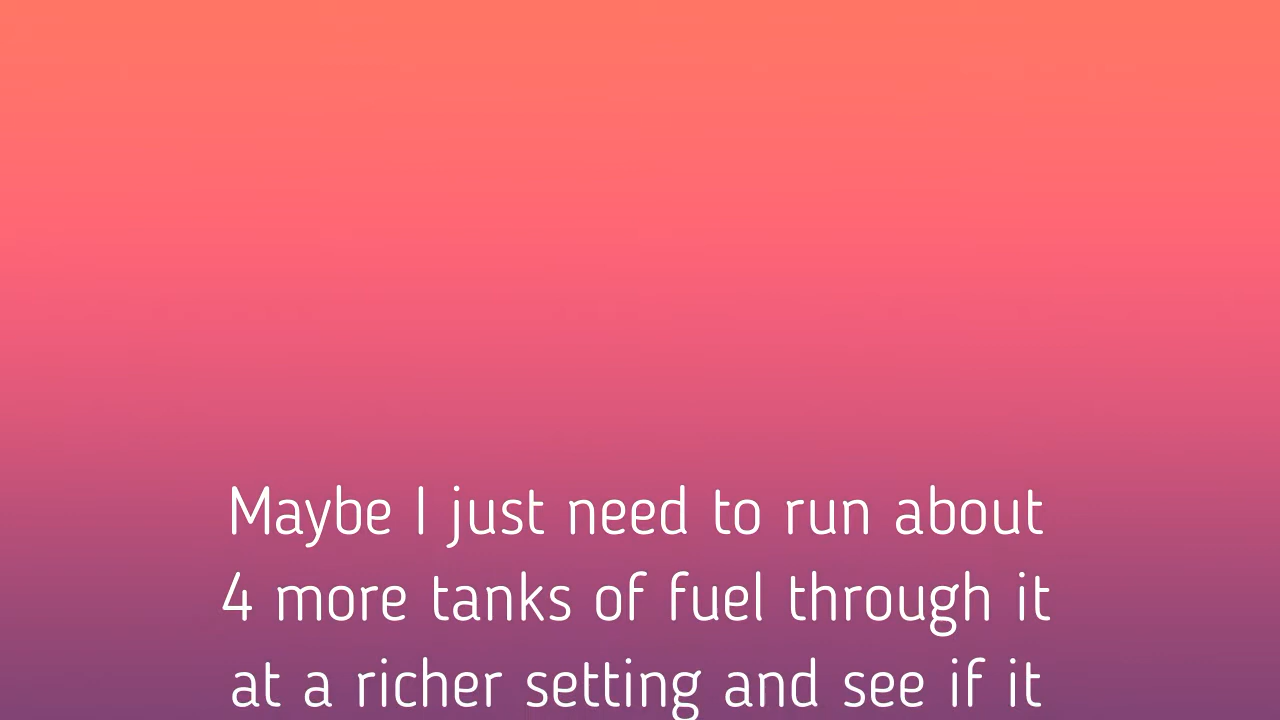 Maybe I just need to run about
4 more tanks of fuel through it
at a richer setting and see if it